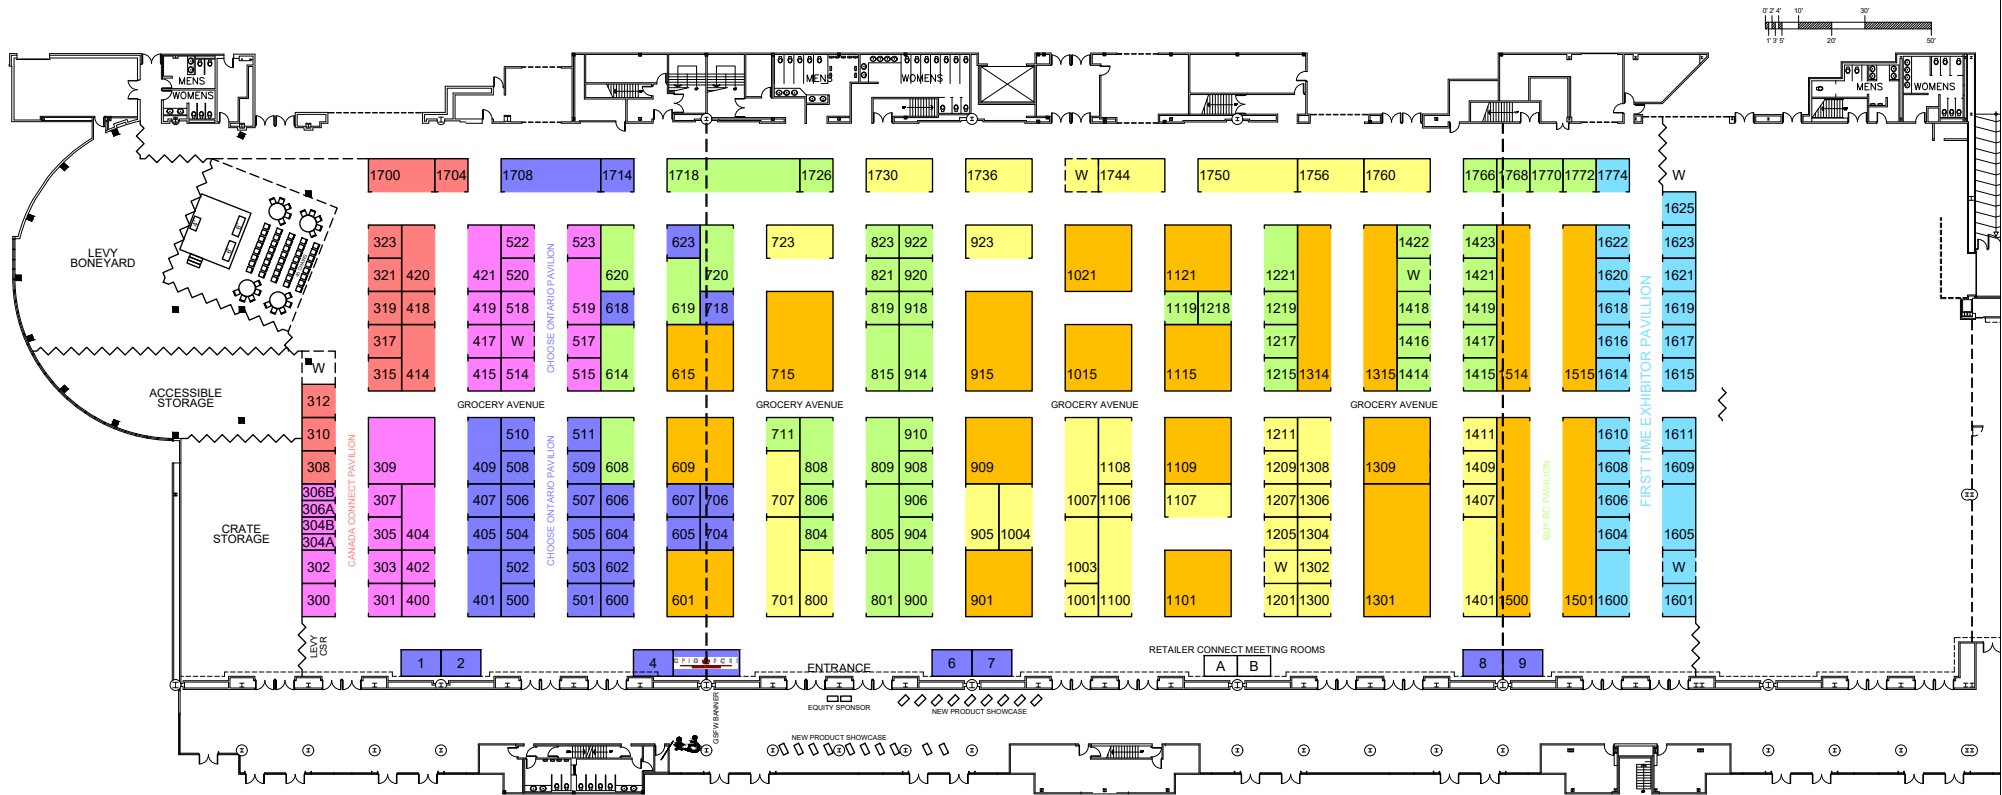 0' 2' 4' 10' 30'
1' 3' 5' 20' 50'
MENS
WOMENS
MENS
WOMENS
MENS
WOMENS
1700 1704 1708 1714 1718 1726 1730 1736 W 1744 1750 1756 1760 1766 1768 1770 1772 1774 W
1625
323 522 523 623 723 823 922 923 1422 1423 1622 1623
LEVY
BONEYARD
321 420 421 520 620 720 821 920 1021 1121 1221 W 1421 1620 1621
319 418 419 518 519 618 619 718 819 918 1119 1218 1219 1418 1419 1618 1619
317 417 W 517 1217 1416 1417 1616 1617
W
315 414 415 514 515 614 615 715 815 914 915 1015 1115 1215 1314 1315 1414 1415 1514 1515 1614 1615
CHOOSE ONTARIO PAVILION
FIRST TIME EXHIBITOR PAVILLION
ACCESSIBLE
STORAGE
312
GROCERY AVENUE
GROCERY AVENUE
GROCERY AVENUE
GROCERY AVENUE
310 510 511 711 910 1211 1411 1610 1611
308 309 409 508 509 608 609 808 809 908 909 1108 1109 1209 1308 1309 1409 1608 1609
306B
306A
307 407 506 507 606 607 706 707 806 906 1007 1106 1107 1207 1306 1407 1606
304B
304A
305 404 405 504 505 604 605 704 804 805 904 905 1004 1205 1304 1604 1605
CRATE
STORAGE
CANADA CONNECT PAVILION
CHOOSE ONTARIO PAVILION
BUY BC PAVILION
302 303 402 502 503 602 1003 W 1302 W
300 301 400 401 500 501 600 601 701 800 801 900 901 1001 1100 1101 1201 1300 1301 1401 1500 1501 1600 1601
LEVY
CSR
RETAILER CONNECT MEETING ROOMS
1 2 4 6 7 A B 8 9
ENTRANCE
GSFW BANNER
EQUITY SPONSOR
NEW PRODUCT SHOWCASE
NEW PRODUCT SHOWCASE